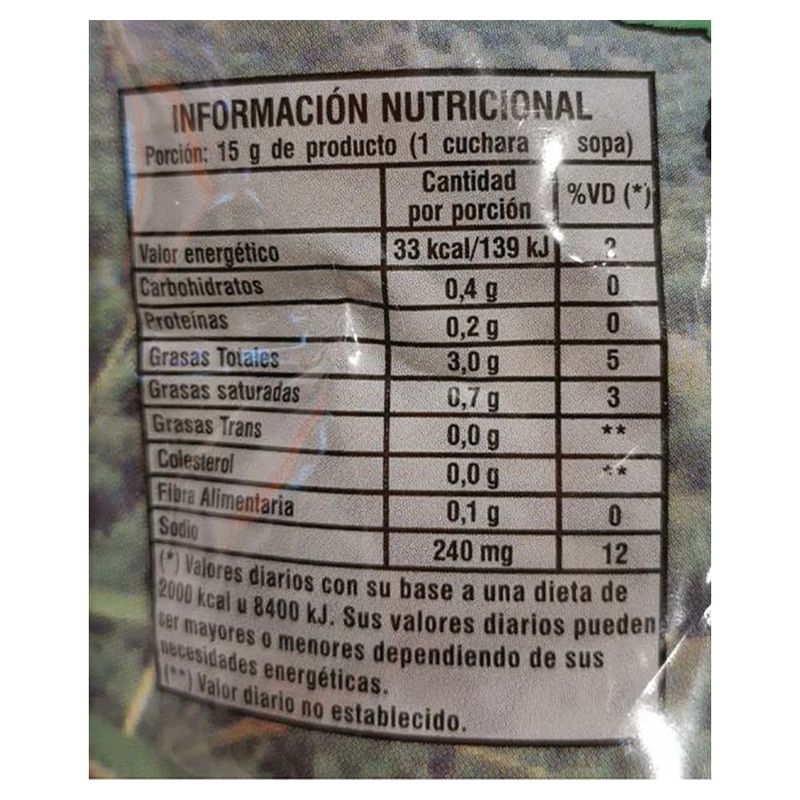 INFORMACIÓN NUTRICIONAL
Porción: 15 g de producto (1 cuchara sopa)
Cantidad por porción %VD (*)
Valor energético 33 kcal/139 kJ 2
Carbohidratos 0,4 g 0
Proteínas 0,2 g 0
Grasas Totales 3,0 g 5
Grasas saturadas 0,7 g 3
Grasas Trans 0,0 g **
Colesterol 0,0 g **
Fibra Alimentaria 0,1 g 0
Sodio 240 mg 12
(*) Valores diarios con su base a una dieta de
2000 kcal u 8400 kJ. Sus valores diarios pueden
ser mayores o menores dependiendo de sus
necesidades energéticas.
(**) Valor diario no establecido.